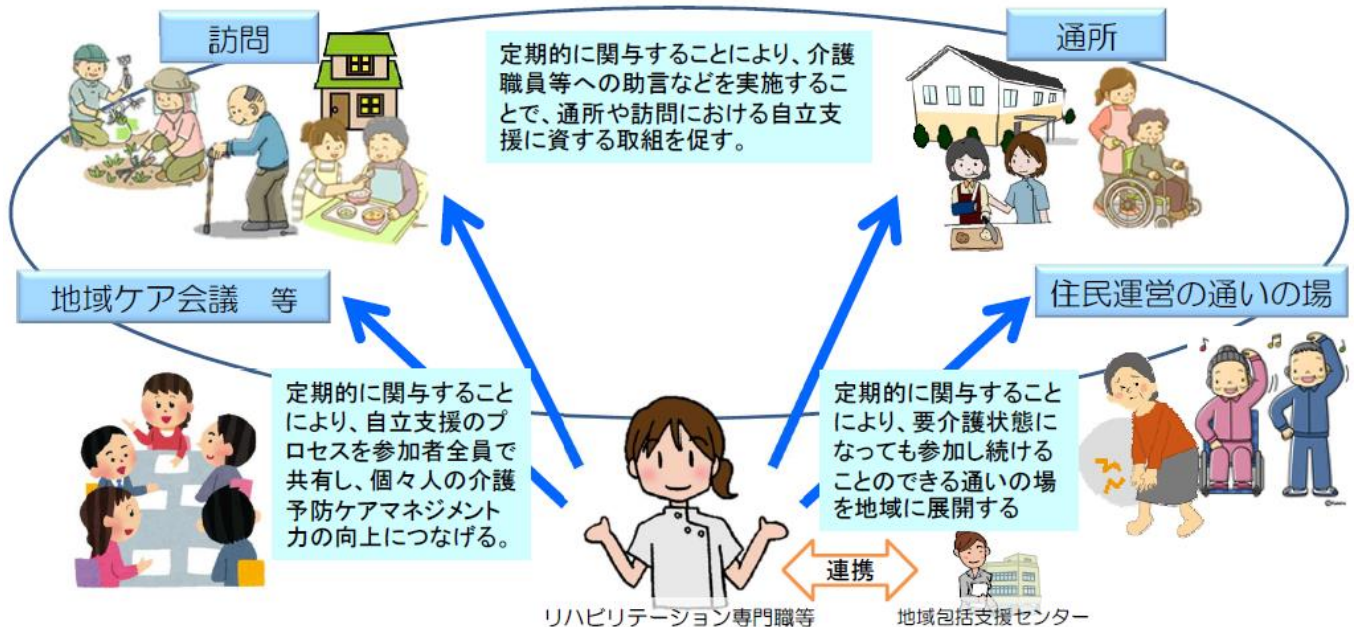 訪問
定期的に関与することにより、介護
職員等への助言などを実施するこ
とで、通所や訪問における自立支
援に資する取組を促す。
通所
地域ケア会議 等
住民運営の通いの場
定期的に関与すること
により、自立支援のプ
ロセスを参加者全員で
共有し、個々人の介護
予防ケアマネジメント
力の向上につなげる。
定期的に関与すること
により、要介護状態に
なっても参加し続ける
ことのできる通いの場
を地域に展開する
連携
リハビリテーション専門職等
地域包括支援センター